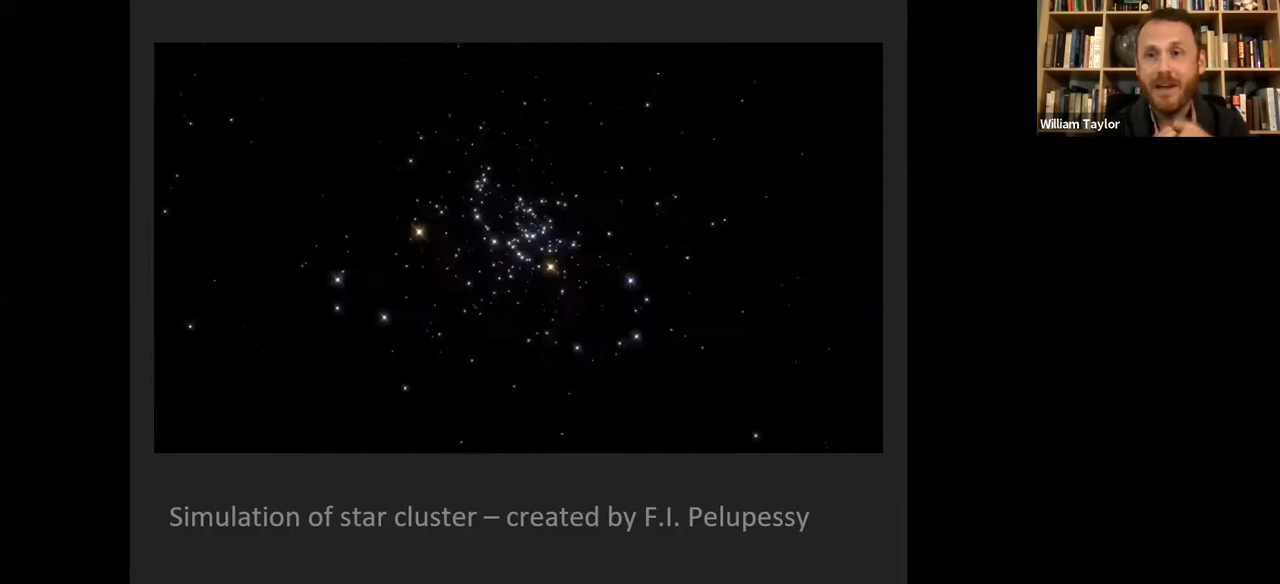 William Taylor
Simulation of star cluster – created by F.I. Pelupessy